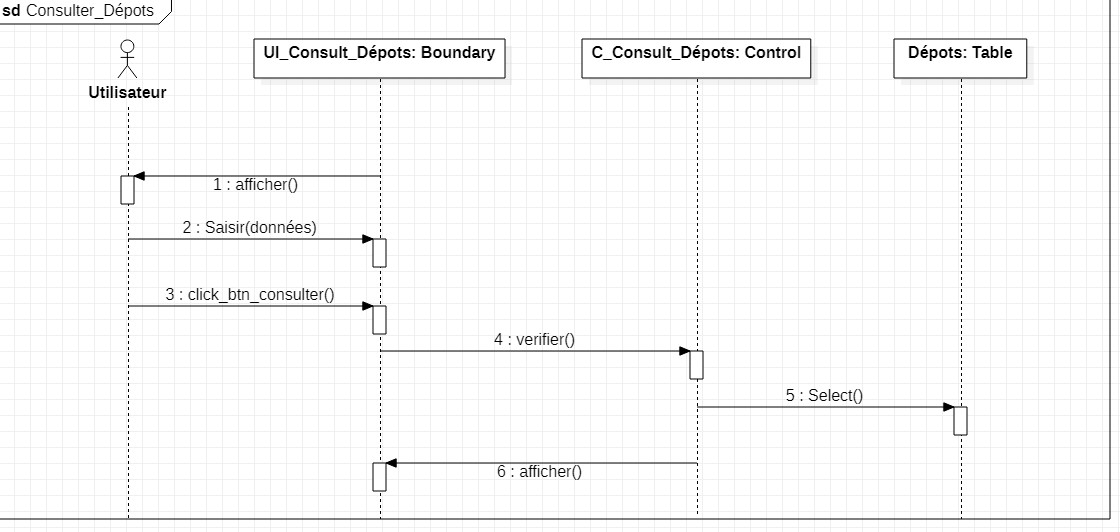 sd Consulter_Dépots
UI_Consult_Dépots: Boundary
C_Consult_Dépots: Control
Dépots: Table
Utilisateur
1 : afficher()
2 : Saisir(données)
3 : click_btn_consulter()
4 : verifier()
5 : Select()
6 : afficher()